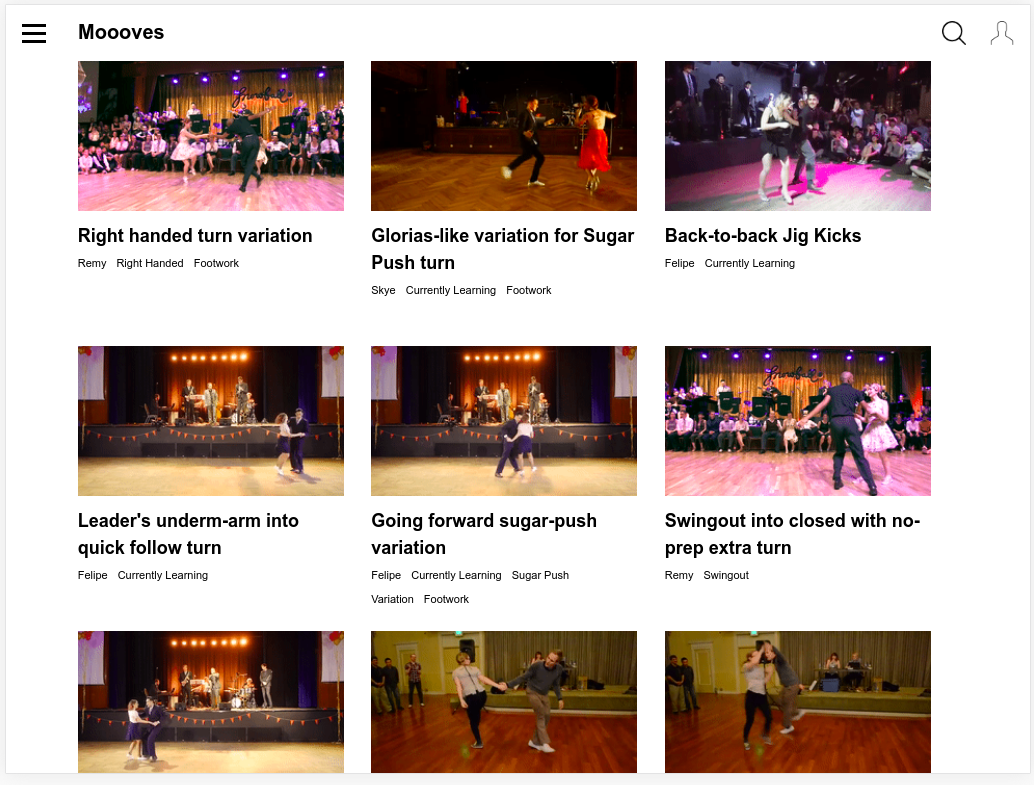 Moooves
Right handed turn variation
Remy Right Handed Footwork
Glorias-like variation for Sugar
Push turn
Skye Currently Learning Footwork
Back-to-back Jig Kicks
Felipe Currently Learning
Leader's underm-arm into
quick follow turn
Felipe Currently Learning
Going forward sugar-push
variation
Felipe Currently Learning Sugar Push
Variation Footwork
Swingout into closed with no-
prep extra turn
Remy Swingout